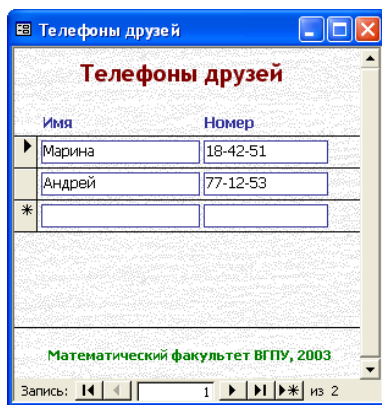 Телефоны друзей
Телефоны друзей
Имя Номер
Марина 18-42-51
Андрей 77-12-53
Математический факультет ВГПУ, 2003
Запись: 1 из 2